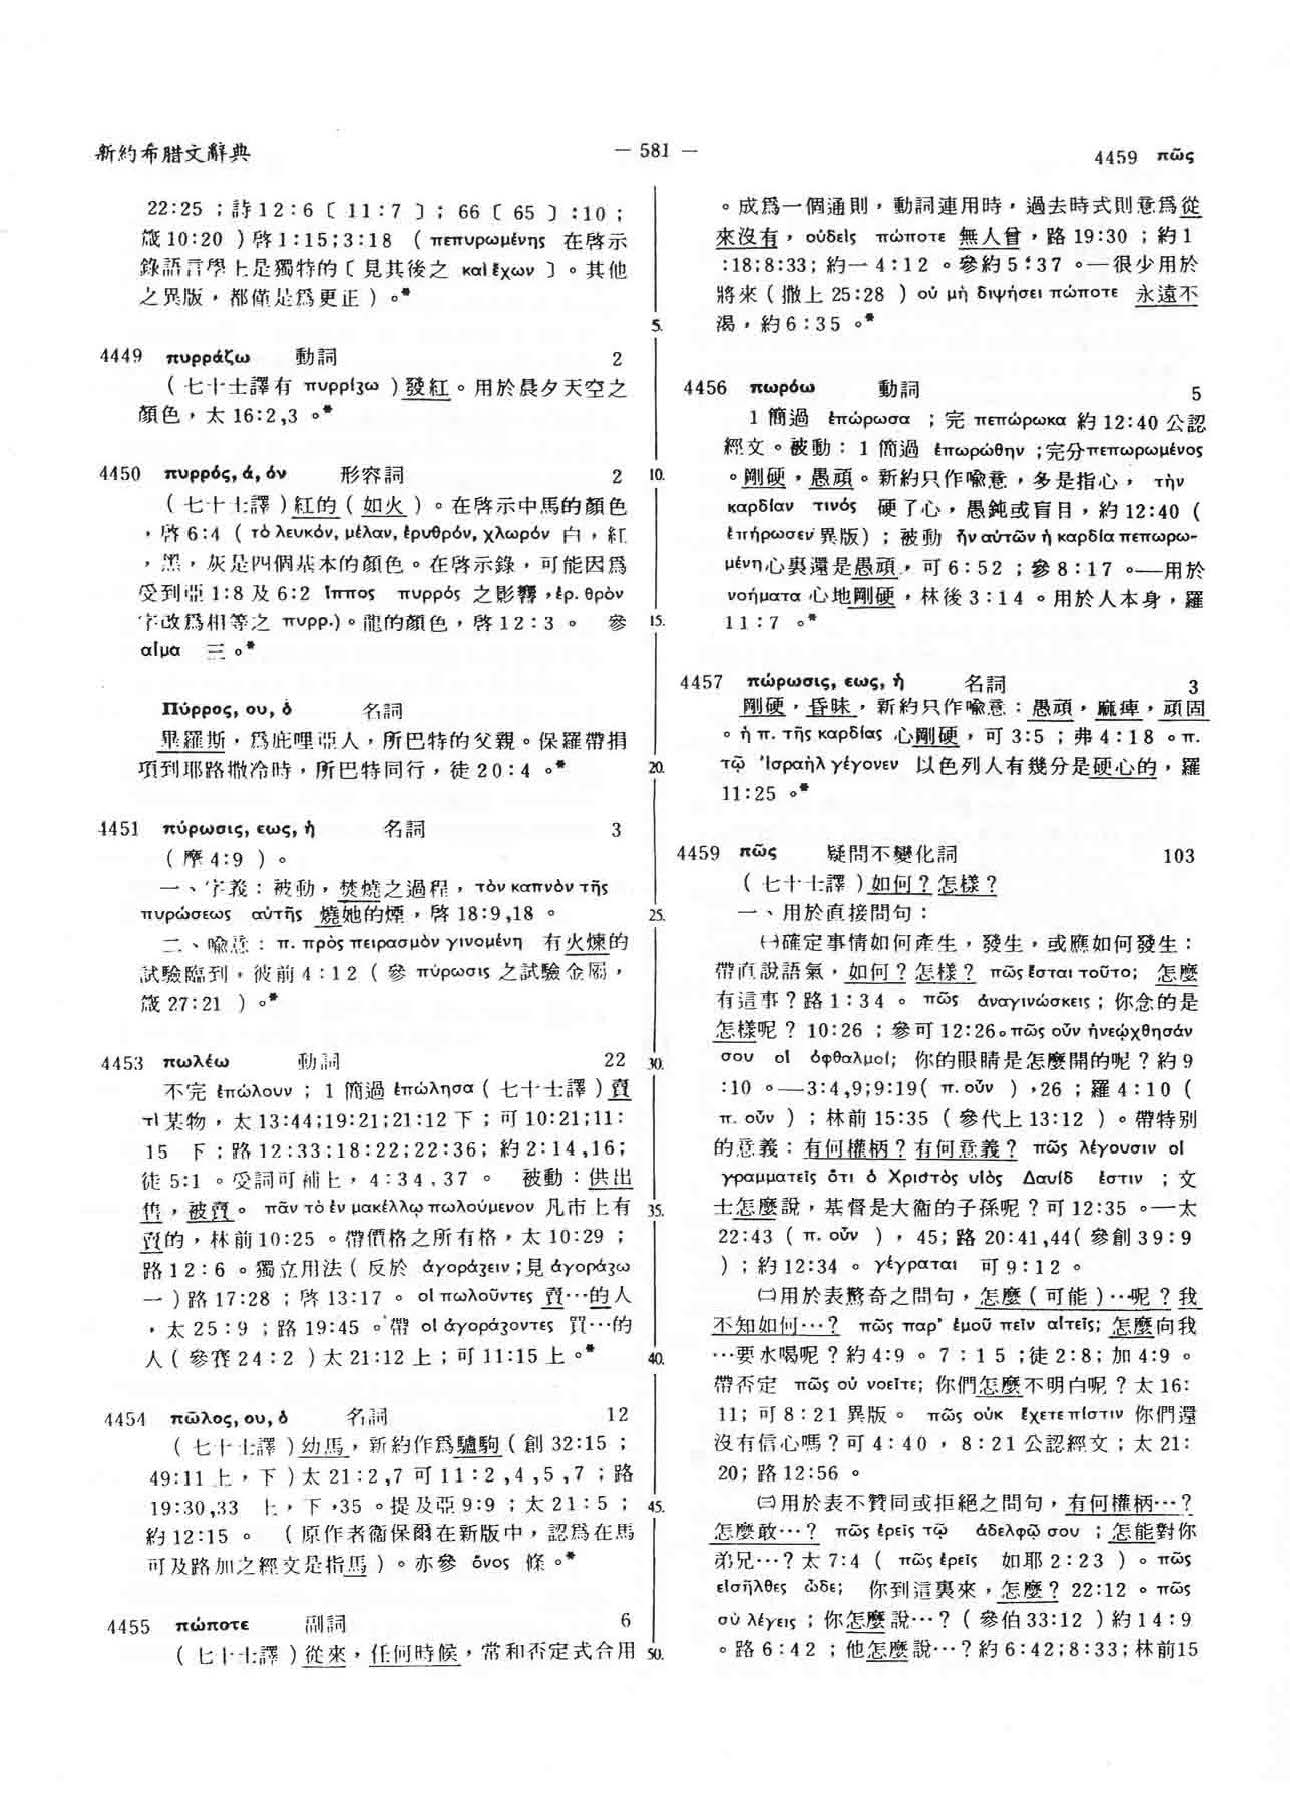 新約希腊文辭典
— 581 —
4459 πῶς
22:25 ；詩12:6〔 11:7 〕；66〔 65 〕:10；
箴10:20 ）啓1:15;3:18 （ πεπυρωμένης 在啓示
錄語言學上是獨特的〔見其後之 καὶ ἔχων 〕。其他
之異版，都僅是爲更正）。*
4449 πυρράζω 動詞 2
（七十士譯有 πυρρίζω ）發紅。用於晨夕天空之
顏色，太16:2,3 。*
4450 πυρρός, ά, όν 形容詞 2
（七十士譯）紅的（如火）。在啓示中馬的顏色
，啓6:4（ τὸ λευκόν, μέλαν, ἐρυθρόν, χλωρόν 白，紅
，黑，灰是四個基本的顏色。在啓示錄，可能因爲
受到亞1:8及6:2 ἵππος πυρρός 之影響，ἐρ. θρὸν
字改爲相等之 πυρρ.)。龍的顏色，啓12:3 。 參
αἷμα 三。*
Πύρρος, ου, ὁ 名詞
畢羅斯，爲庇哩亞人，所巴特的父親。保羅帶捐
項到耶路撒冷時，所巴特同行，徒20:4 。*
4451 πύρωσις, εως, ἡ 名詞 3
（摩4:9 ）。
一、字義：被動，焚燒之過程，τὸν καπνὸν τῆς
πυρώσεως αὐτῆς 燒她的煙，啓18:9,18 。
二、喻意：π. πρὸς πειρασμὸν γινομένη 有火煉的
試驗臨到，彼前4:12（參 πύρωσις 之試驗金屬，
箴27:21 ）。*
4453 πωλέω 動詞 22
不完 ἐπώλουν ；1簡過 ἐπώλησα（七十士譯）賣
τὶ某物，太13:44;19:21;21:12下；可10:21;11:
15 下；路12:33;18:22;22:36；約2:14,16；
徒5:1 。受詞可補上，4:34,37 。 被動：供出
售，被賣。 πᾶν τὸ ἐν μακέλλῳ πωλούμενον 凡市上有
賣的，林前10:25 。帶價格之所有格，太10:29 ；
路12:6 。獨立用法（反於 ἀγοράζειν；見ἀγοράζω
一）路17:28 ；啓13:17 。 οἱ πωλοῦντες 賣…的人
，太25:9 ；路19:45 。帶 οἱ ἀγοράζοντες 買…的
人（參賽24:2 ）太21:12上；可11:15上。*
4454 πῶλος, ου, ὁ 名詞 12
（七十士譯）幼馬，新約作爲驢駒（創32:15 ；
49:11上，下）太21:2,7可11:2,4,5,7 ；路
19:30,33 上，下，35 。提及亞9:9 ；太21:5 ；
約12:15 。 （原作者衞保爾在新版中，認爲在馬
可及路加之經文是指馬）。亦參 ὄνος 條。*
4455 πώποτε 副詞 6
（七十士譯）從來，任何時候，常和否定式合用
5.
10.
15.
20.
25.
30.
35.
40.
45.
50.
。成爲一個通則，動詞連用時，過去時式則意爲從
來沒有，οὐδεὶς πώποτε 無人曾，路19:30 ；約1
:18;8:33；約一4:12 。參約5:37 。—很少用於
將來（撒上25:28 ）οὐ μὴ διψήσει πώποτε 永遠不
渴，約6:35 。*
4456 πωρόω 動詞 5
1簡過 ἐπώρωσα ；完 πεπώρωκα 約12:40公認
經文。被動：1簡過 ἐπωρώθην ；完分πεπωρωμένος
。剛硬，愚頑。新約只作喻意，多是指心， τὴν
καρδίαν τινός 硬了心，愚鈍或盲目，約12:40（
ἐπήρωσεν 異版）；被動 ἦν αὐτῶν ἡ καρδία πεπωρω-
μένη心裏還是愚頑，可6:52 ；參8:17 。—用於
νοήματα 心地剛硬，林後3:14 。用於人本身，羅
11:7 。*
4457 πώρωσις, εως, ἡ 名詞 3
剛硬，昏昧，新約只作喻意：愚頑，麻痺，頑固
。ἡ π. τῆς καρδίας 心剛硬，可3:5 ；弗4:18 。π.
τῷ Ἰσραὴλ γέγονεν 以色列人有幾分是硬心的，羅
11:25 。*
4459 πῶς 疑問不變化詞 103
（七十士譯）如何？怎樣？
一、用於直接問句：
㈠確定事情如何產生，發生，或應如何發生：
帶直說語氣，如何？怎樣？ πῶς ἔσται τοῦτο; 怎麼
有這事？路1:34 。 πῶς ἀναγινώσκεις；你念的是
怎樣呢？ 10:26 ；參可12:26。πῶς οὖν ἠνεῴχθησάν
σου οἱ ὀφθαλμοί; 你的眼睛是怎麼開的呢？約9
:10 。—3:4,9;9:19( π. οὖν )，26 ；羅4:10（
π. οὖν ）；林前15:35（參代上13:12 ）。帶特別
的意義：有何權柄？有何意義？ πῶς λέγουσιν οἱ
γραμματεῖς ὅτι ὁ Χριστὸς υἱὸς Δαυίδ ἐστιν ；文
士怎麼說，基督是大衞的子孫呢？可12:35 。—太
22:43（ π. οὖν ），45；路20:41,44（參創39:9
）；約12:34 。 γέγραπται 可9:12 。
㈡用於表驚奇之問句，怎麼（可能）…呢？我
不知如何…？ πῶς παρ' ἐμοῦ πεῖν αἰτεῖς; 怎麼向我
…要水喝呢？約4:9 。7:15 ；徒2:8；加4:9 。
帶否定 πῶς οὐ νοεῖτε; 你們怎麼不明白呢？太16:
11；可8:21異版。 πῶς οὐκ ἔχετε πίστιν 你們還
沒有信心嗎？可4:40 ，8:21公認經文；太21:
20；路12:56 。
㈢用於表不贊同或拒絕之問句，有何權柄…？
怎麼敢…？ πῶς ἐρεῖς τῷ ἀδελφῷ σου ；怎能對你
弟兄…？太7:4（ πῶς ἐρεῖς 如耶2:23 ）。πῶς
εἰσῆλθες ὧδε; 你到這裏來，怎麼？22:12 。πῶς
σὺ λέγεις ；你怎麼說…？（參伯33:12 ）約14:9
。路6:42 ；他怎麼說…？約6:42;8:33；林前15